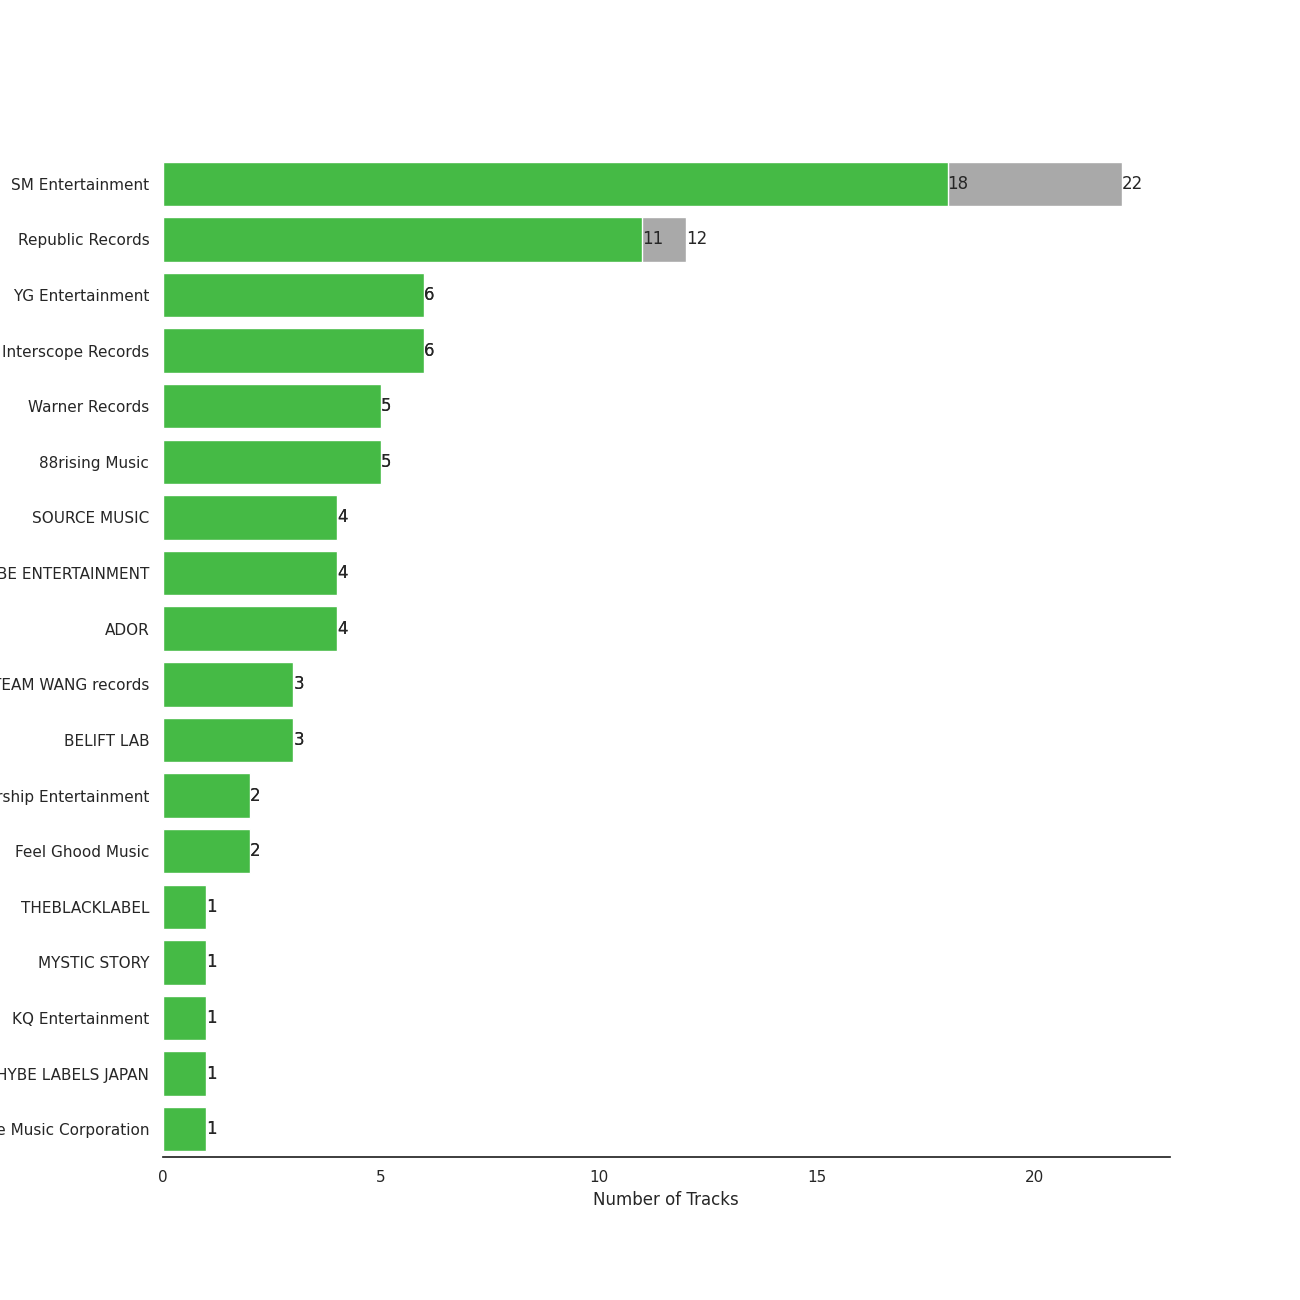 SM Entertainment 18 22
Republic Records 11 12
YG Entertainment 6
Interscope Records 6
Warner Records 5
88rising Music 5
SOURCE MUSIC 4
BE ENTERTAINMENT 4
ADOR 4
TEAM WANG records 3
BELIFT LAB 3
rship Entertainment 2
Feel Ghood Music 2
THEBLACKLABEL 1
MYSTIC STORY 1
KQ Entertainment 1
HYBE LABELS JAPAN 1
e Music Corporation 1
0 5 10 15 20
Number of Tracks